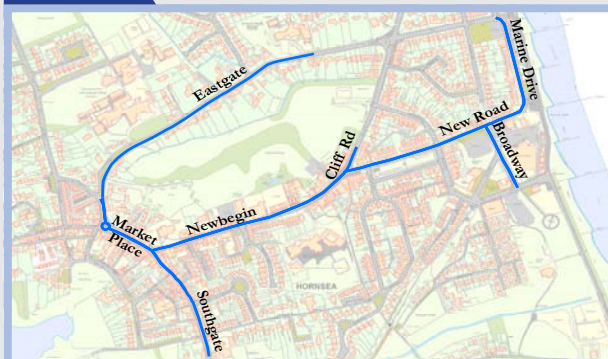 Marine Drive
Eastgate
New Road
Broadway
Cliff Rd
Newbegin
Market
Place
Southgate
HORNSEA